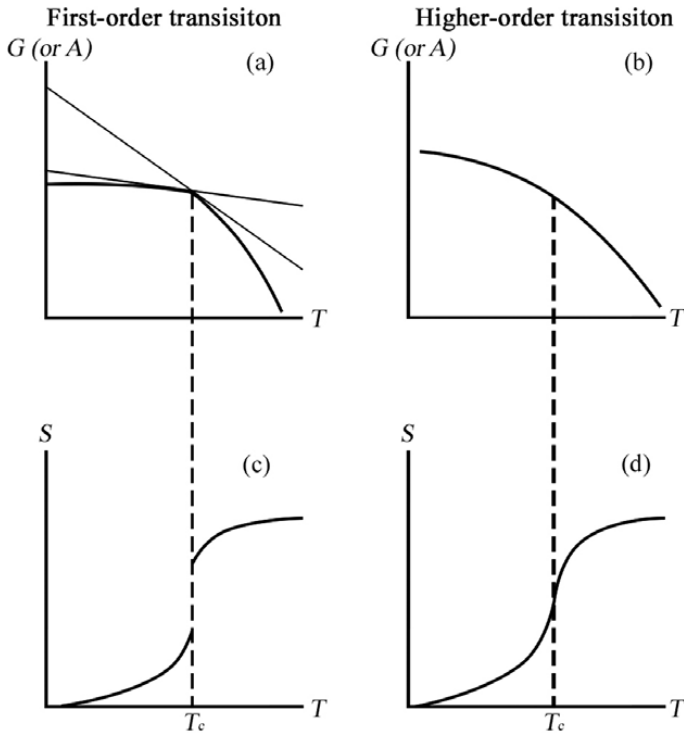 First-order transisiton
Higher-order transisiton
G (or A)
(a)
G (or A)
(b)
T
T
S
(c)
S
(d)
Tc
T
Tc
T